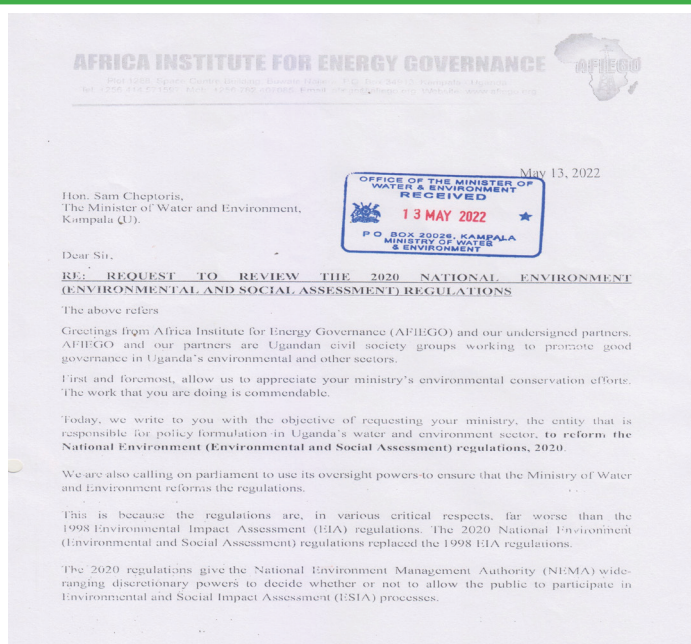 AFRICA INSTITUTE FOR ENERGY GOVERNANCE
AFIEGO
May 13, 2022
OFFICE OF THE MINISTER OF
WATER & ENVIRONMENT
RECEIVED
13 MAY 2022
P O BOX 20026, KAMPALA
MINISTRY OF WATER
& ENVIRONMENT
Hon. Sam Cheptoris,
The Minister of Water and Environment,
Kampala (U).
Dear Sir,
RE: REQUEST TO REVIEW THE 2020 NATIONAL ENVIRONMENT
(ENVIRONMENTAL AND SOCIAL ASSESSMENT) REGULATIONS
The above refers
Greetings from Africa Institute for Energy Governance (AFIEGO) and our undersigned partners.
AFIEGO and our partners are Ugandan civil society groups working to promote good
governance in Uganda's environmental and other sectors.
First and foremost, allow us to appreciate your ministry's environmental conservation efforts.
The work that you are doing is commendable.
Today, we write to you with the objective of requesting your ministry, the entity that is
responsible for policy formulation in Uganda's water and environment sector, to reform the
National Environment (Environmental and Social Assessment) regulations, 2020.
We are also calling on parliament to use its oversight powers to ensure that the Ministry of Water
and Environment reforms the regulations.
This is because the regulations are, in various critical respects, far worse than the
1998 Environmental Impact Assessment (EIA) regulations. The 2020 National Environment
(Environmental and Social Assessment) regulations replaced the 1998 EIA regulations.
The 2020 regulations give the National Environment Management Authority (NEMA) wide-
ranging discretionary powers to decide whether or not to allow the public to participate in
Environmental and Social Impact Assessment (ESIA) processes.